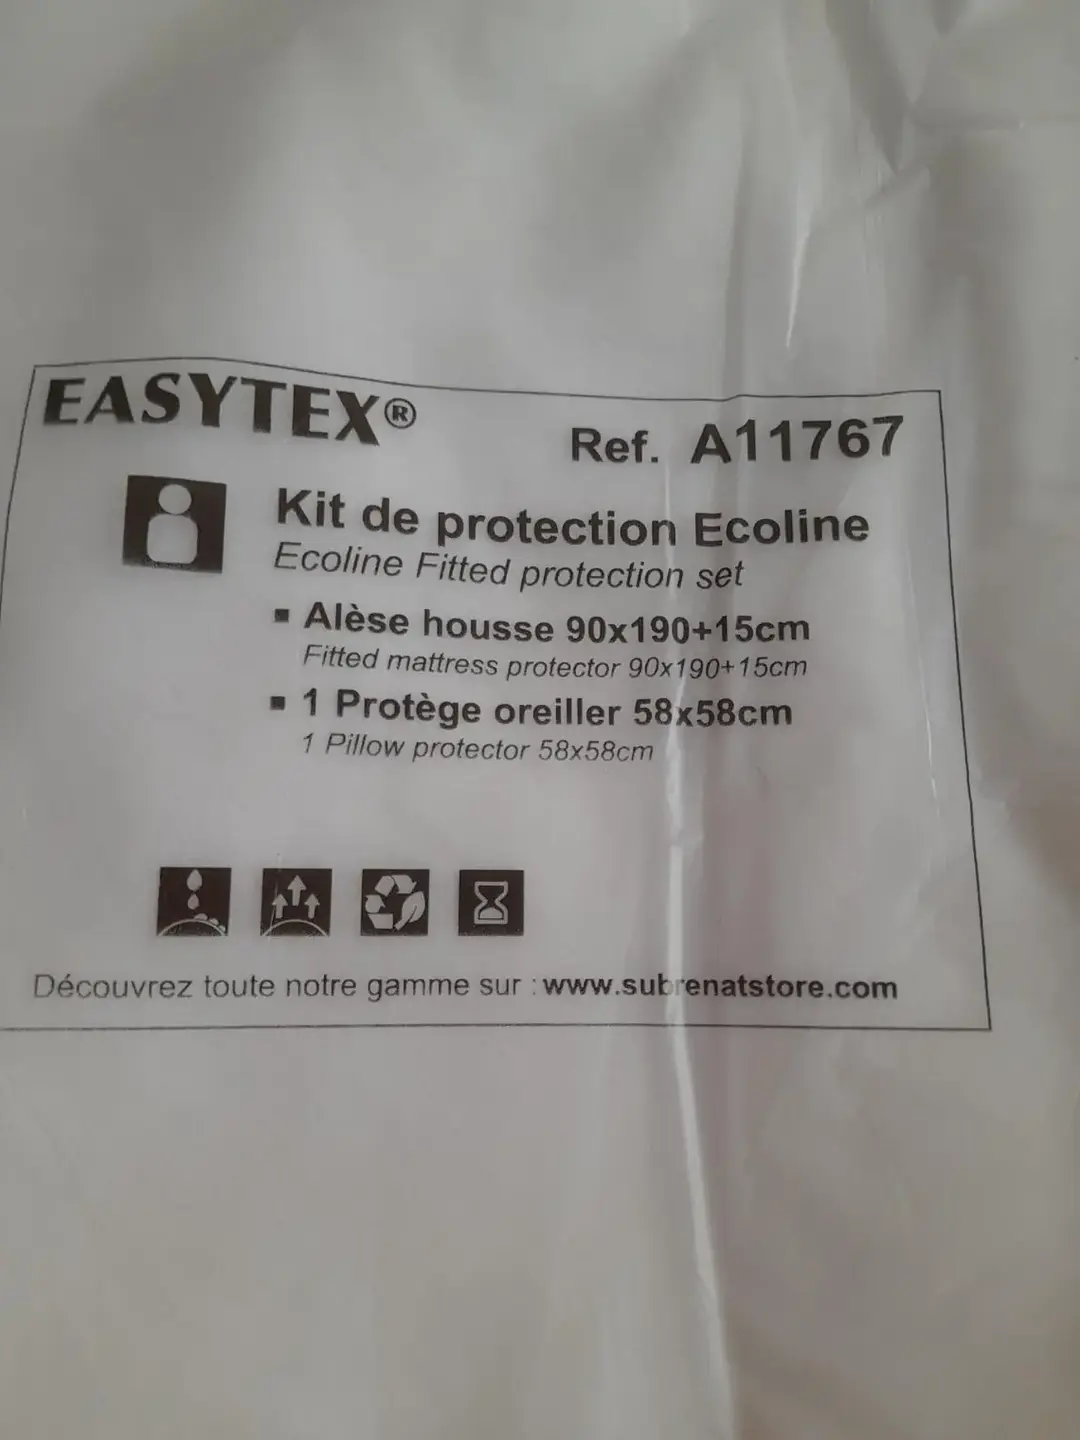 EASYTEX®
Ref. A11767
Kit de protection Ecoline
Ecoline Fitted protection set
▪ Alèse housse 90x190+15cm
Fitted mattress protector 90x190+15cm
▪ 1 Protège oreiller 58x58cm
1 Pillow protector 58x58cm
Découvrez toute notre gamme sur : www.subrenatstore.com